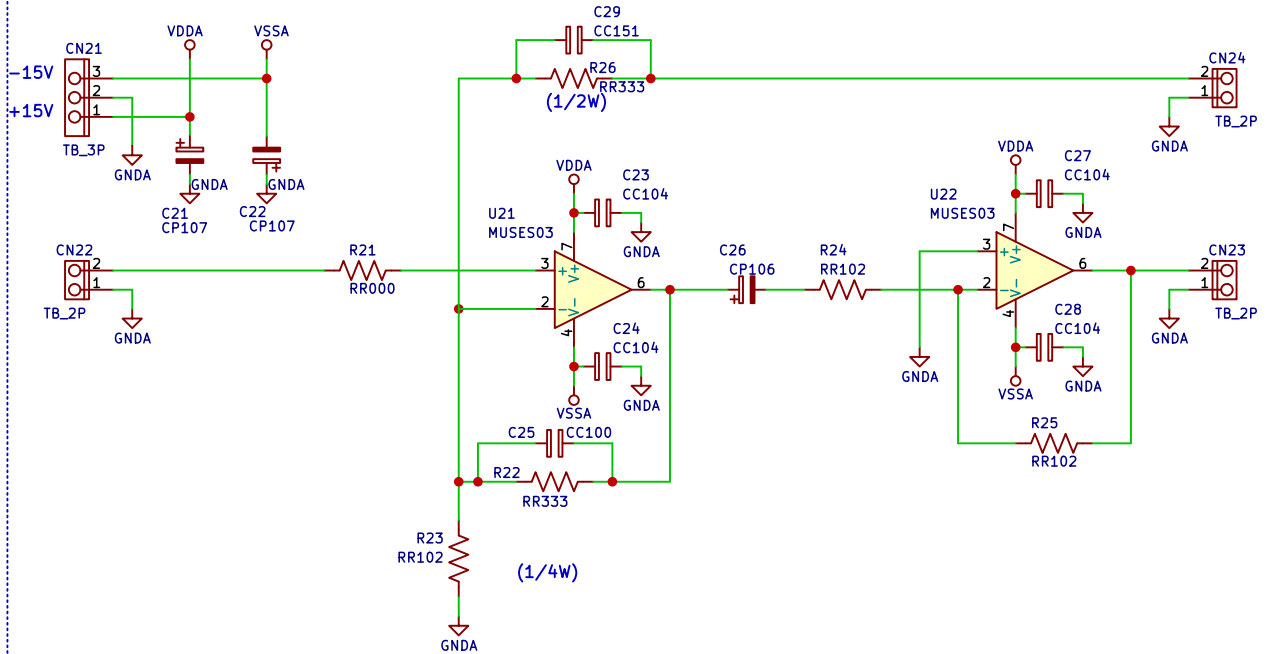 C29
CC151
VDDA
VSSA
CN21
-15V
3
2
+15V
1
TB_3P
GNDA
+
GNDA
C21
CP107
+
GNDA
C22
CP107
R26
RR333
(1/2W)
CN24
2
1
TB_2P
GNDA
VDDA
C23
CC104
GNDA
U21
MUSES03
7
3
+
V+
6
2
-
V-
4
C24
CC104
GNDA
VSSA
CN22
2
1
TB_2P
GNDA
R21
RR000
C26
CP106
+
R24
RR102
VDDA
C27
CC104
GNDA
U22
MUSES03
7
3
+
V+
6
2
-
V-
4
GNDA
C28
CC104
GNDA
VSSA
CN23
2
1
TB_2P
GNDA
R25
RR102
C25
CC100
R22
RR333
R23
RR102
(1/4W)
GNDA